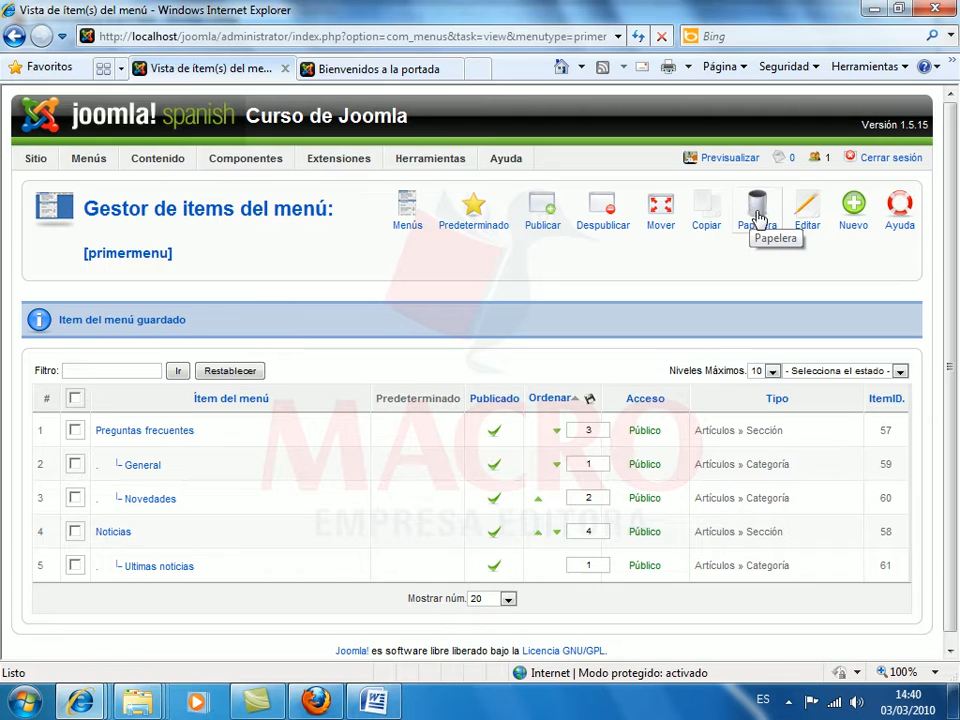 Vista de ítem(s) del menú - Windows Internet Explorer
http://localhost/joomla/administrator/index.php?option=com_menus&task=view&menutype=primer
Bing
Favoritos
Vista de ítem(s) del me...
Bienvenidos a la portada
Página
Seguridad
Herramientas
joomla! spanish Curso de Joomla
Versión 1.5.15
Sitio Menús Contenido Componentes Extensiones Herramientas Ayuda
Previsualizar 0 1 Cerrar sesión
Gestor de items del menú:
[primermenu]
Menús Predeterminado Publicar Despublicar Mover Copiar Papelera Editar Nuevo Ayuda
Papelera
Item del menú guardado
Filtro: Ir Restablecer
Niveles Máximos. 10 - Selecciona el estado -
# Ítem del menú Predeterminado Publicado Ordenar Acceso Tipo ItemID.
1 Preguntas frecuentes 3 Público Artículos » Sección 57
2 . General 1 Público Artículos » Categoría 59
3 . Novedades 2 Público Artículos » Categoría 60
4 Noticias 4 Público Artículos » Sección 58
5 . Ultimas noticias 1 Público Artículos » Categoría 61
MACRO
EMPRESA EDITORA
Mostrar núm. 20
Joomla! es software libre liberado bajo la Licencia GNU/GPL.
Listo
Internet | Modo protegido: activado
100%
ES
14:40
03/03/2010